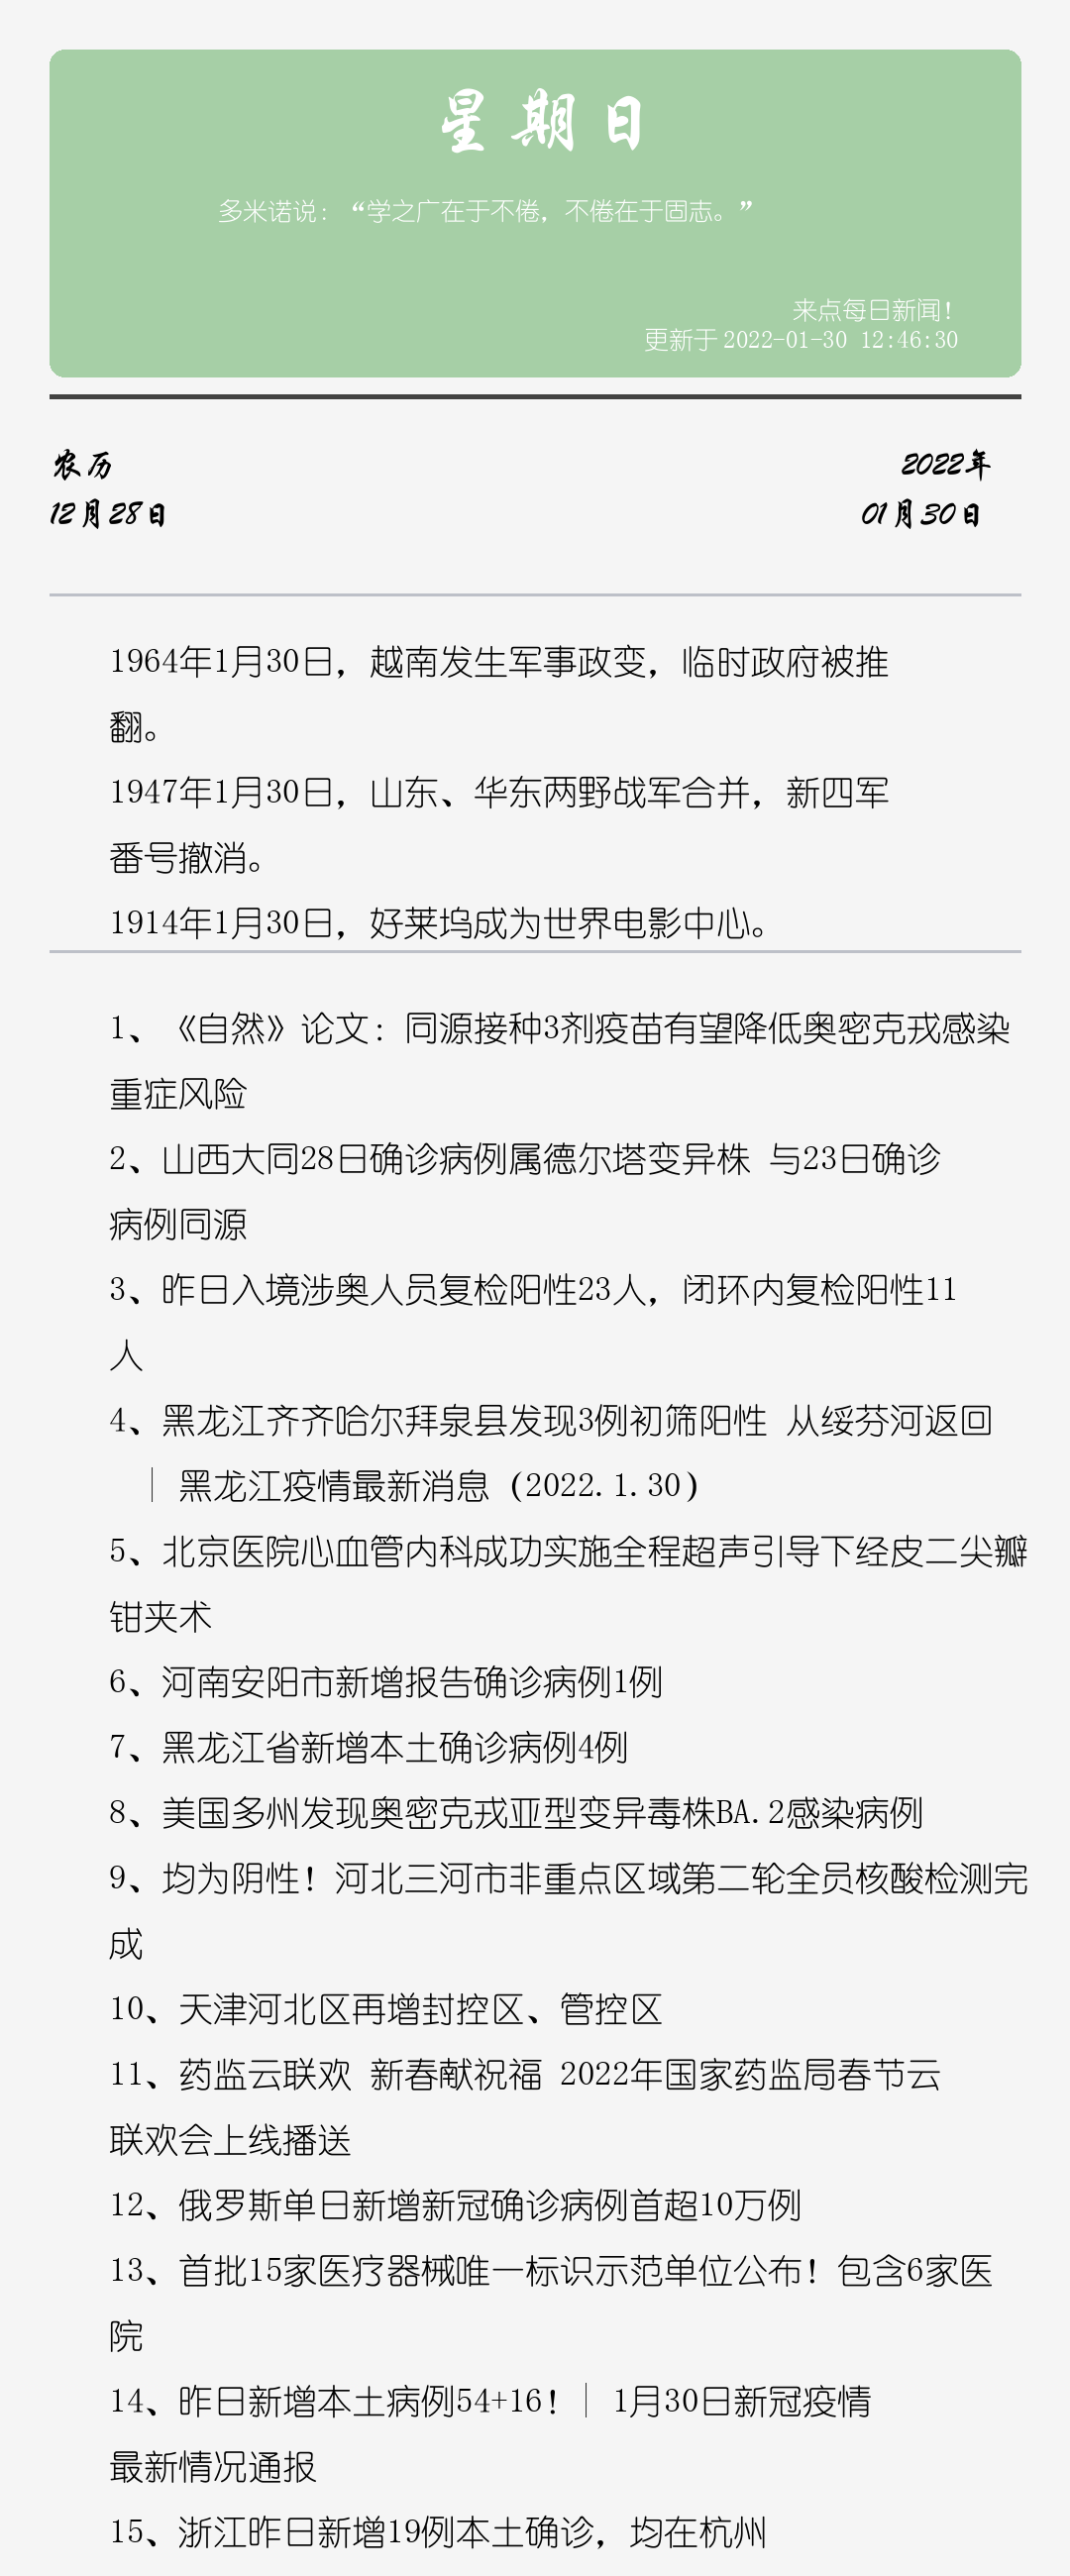 星期日
多米诺说：“学之广在于不倦，不倦在于固志。”
来点每日新闻！
更新于2022-01-30 12:46:30
农历
2022年
12月28日
01月30日
1964年1月30日，越南发生军事政变，临时政府被推
翻。
1947年1月30日，山东、华东两野战军合并，新四军
番号撤消。
1914年1月30日，好莱坞成为世界电影中心。
1、《自然》论文：同源接种3剂疫苗有望降低奥密克戎感染
重症风险
2、山西大同28日确诊病例属德尔塔变异株 与23日确诊
病例同源
3、昨日入境涉奥人员复检阳性23人，闭环内复检阳性11
人
4、黑龙江齐齐哈尔拜泉县发现3例初筛阳性 从绥芬河返回
｜ 黑龙江疫情最新消息（2022.1.30）
5、北京医院心血管内科成功实施全程超声引导下经皮二尖瓣
钳夹术
6、河南安阳市新增报告确诊病例1例
7、黑龙江省新增本土确诊病例4例
8、美国多州发现奥密克戎亚型变异毒株BA.2感染病例
9、均为阴性！河北三河市非重点区域第二轮全员核酸检测完
成
10、天津河北区再增封控区、管控区
11、药监云联欢 新春献祝福 2022年国家药监局春节云
联欢会上线播送
12、俄罗斯单日新增新冠确诊病例首超10万例
13、首批15家医疗器械唯一标识示范单位公布！包含6家医
院
14、昨日新增本土病例54+16！｜ 1月30日新冠疫情
最新情况通报
15、浙江昨日新增19例本土确诊，均在杭州